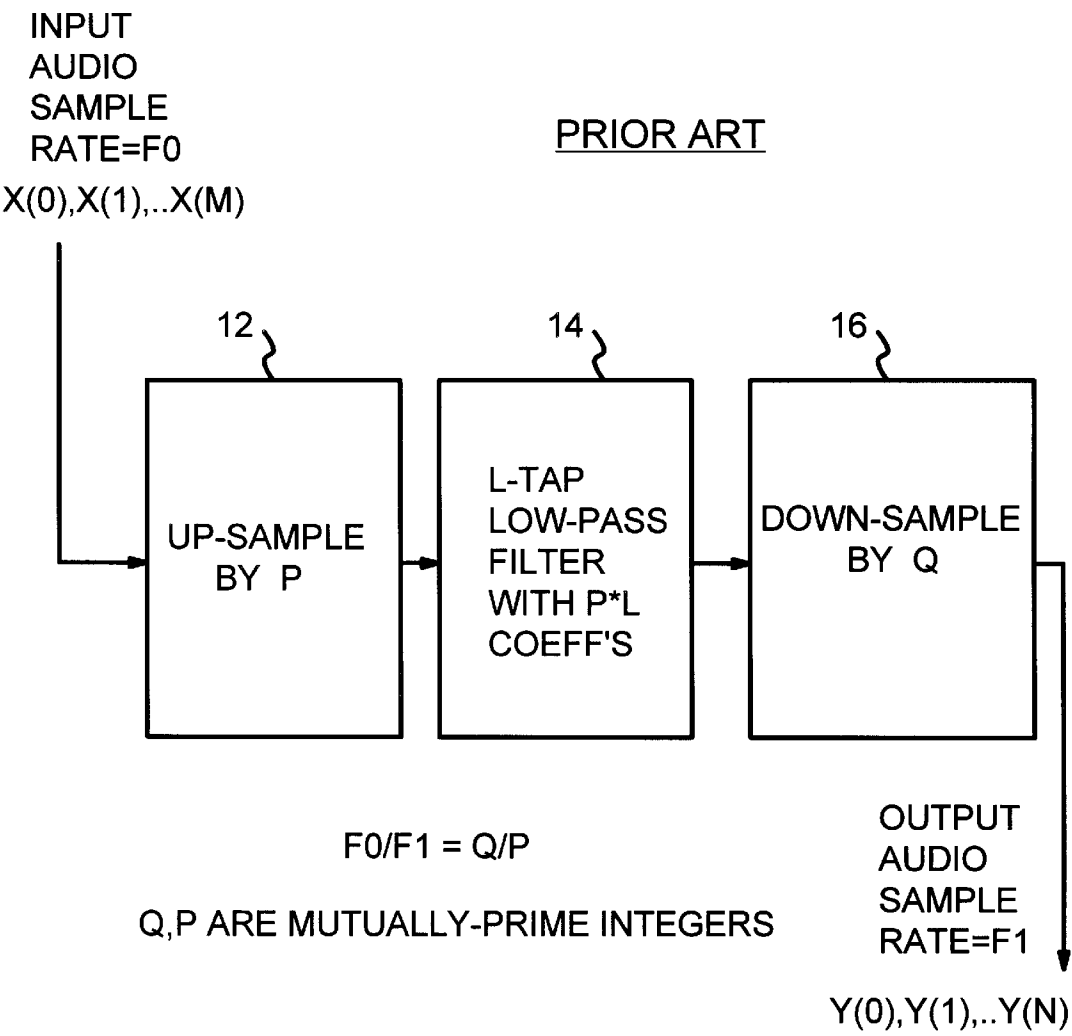 INPUT
AUDIO
SAMPLE
RATE=F0
X(0),X(1),..X(M)
PRIOR ART
12
14
16
UP-SAMPLE
BY P
L-TAP
LOW-PASS
FILTER
WITH P*L
COEFF'S
DOWN-SAMPLE
BY Q
F0/F1 = Q/P
Q,P ARE MUTUALLY-PRIME INTEGERS
OUTPUT
AUDIO
SAMPLE
RATE=F1
Y(0),Y(1),..Y(N)